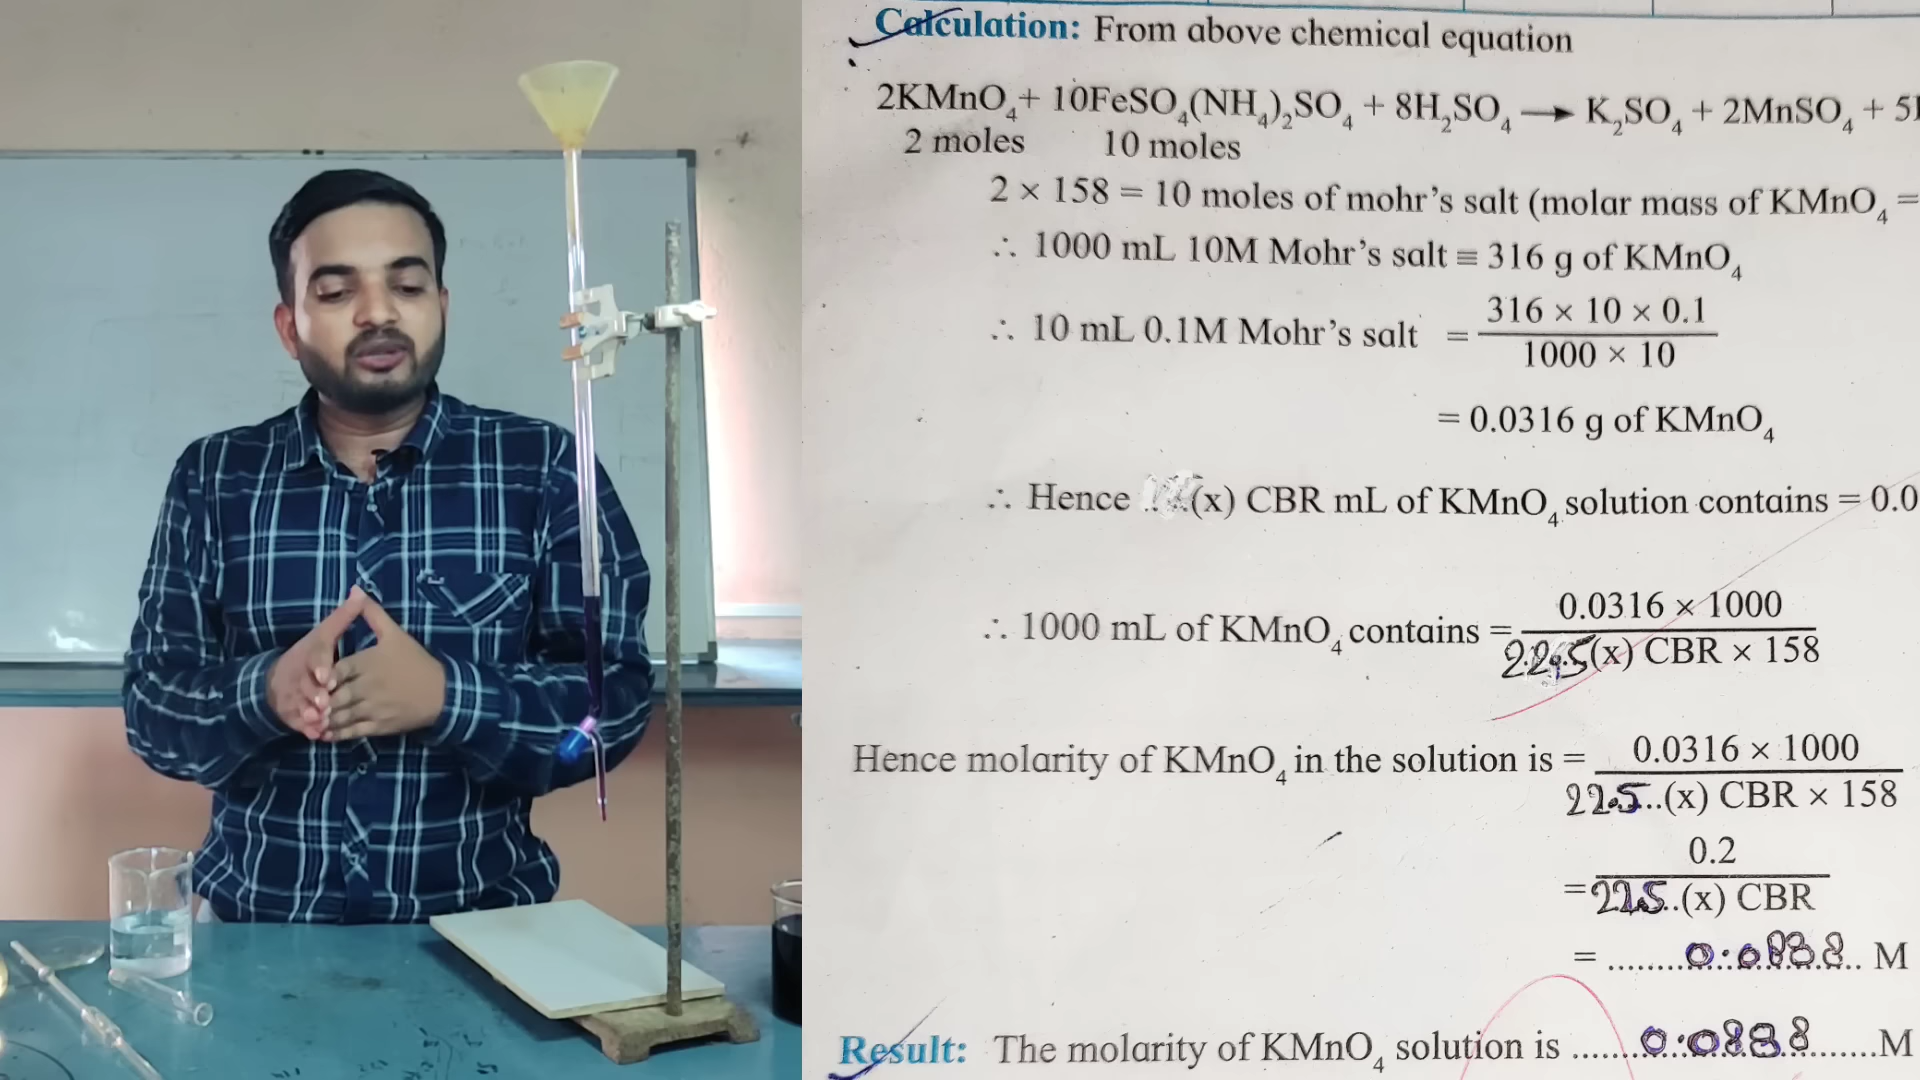 Calculation: From above chemical equation
2KMnO₄ + 10FeSO₄(NH₄)₂SO₄ + 8H₂SO₄ → K₂SO₄ + 2MnSO₄ + 5
2 moles 10 moles
2 × 158 = 10 moles of mohr's salt (molar mass of KMnO₄ =
∴ 1000 mL 10M Mohr's salt ≡ 316 g of KMnO₄
∴ 10 mL 0.1M Mohr's salt = 316 × 10 × 0.1
1000 × 10
= 0.0316 g of KMnO₄
∴ Hence (x) CBR mL of KMnO₄ solution contains = 0.0
∴ 1000 mL of KMnO₄ contains = 0.0316 × 1000
22.5(x) CBR × 158
Hence molarity of KMnO₄ in the solution is = 0.0316 × 1000
22.5..(x) CBR × 158
0.2
= 22.5..(x) CBR
= ........0.0888.. M
Result: The molarity of KMnO₄ solution is ......0.0888......M